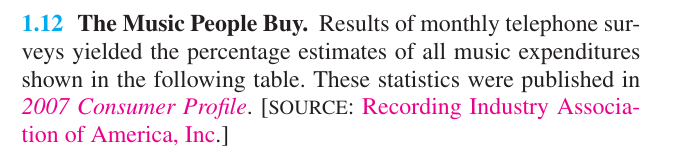 1.12 The Music People Buy. Results of monthly telephone sur-
veys yielded the percentage estimates of all music expenditures
shown in the following table. These statistics were published in
2007 Consumer Profile. [SOURCE: Recording Industry Associa-
tion of America, Inc.]